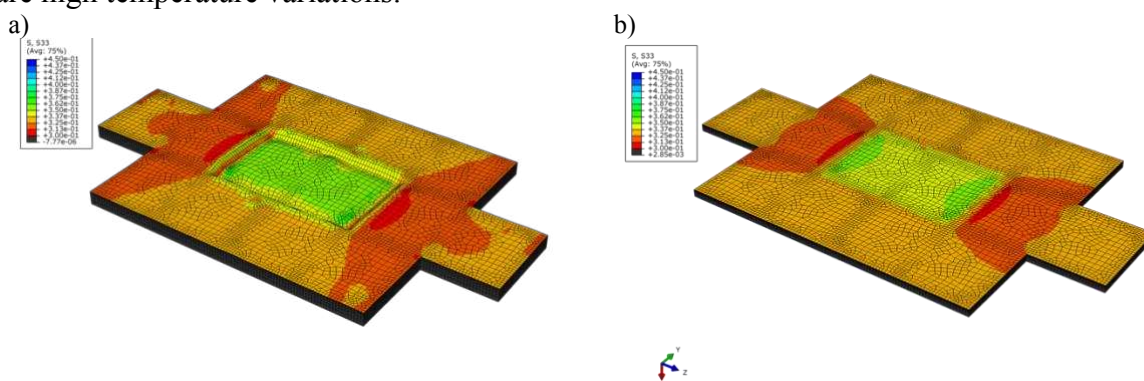 are high temperature variations.
a)
b)
S, S33
(Avg: 75%)
+4.50e-01
+4.37e-01
+4.25e-01
+4.12e-01
+4.00e-01
+3.87e-01
+3.75e-01
+3.62e-01
+3.50e-01
+3.37e-01
+3.25e-01
+3.13e-01
+3.00e-01
-7.77e-06
S, S33
(Avg: 75%)
+4.50e-01
+4.37e-01
+4.25e-01
+4.12e-01
+4.00e-01
+3.87e-01
+3.75e-01
+3.62e-01
+3.50e-01
+3.37e-01
+3.25e-01
+3.13e-01
+3.00e-01
+2.85e-03
Y
Z